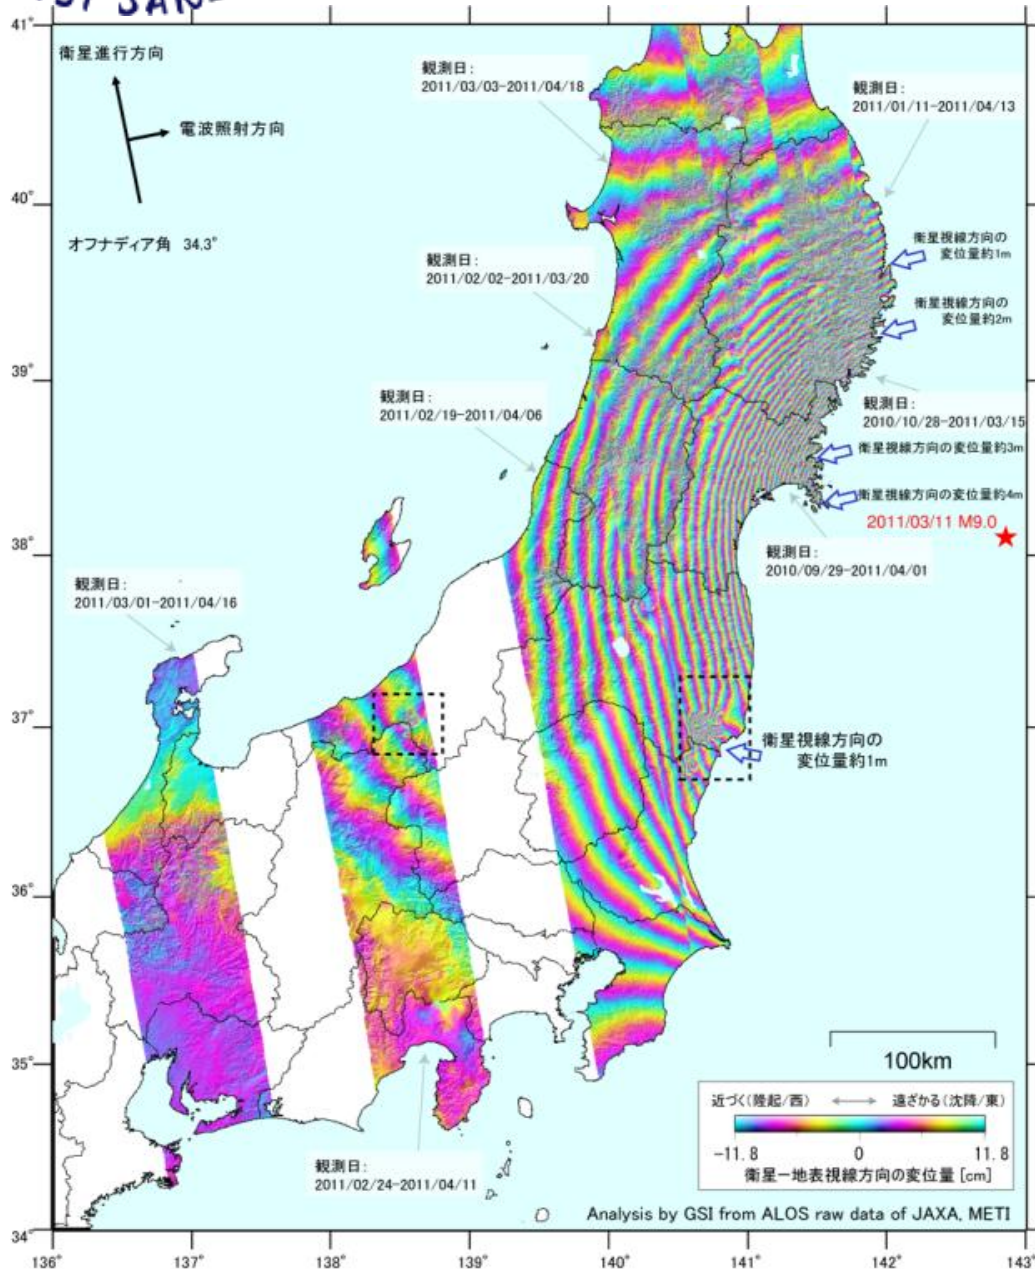 41°
衛星進行方向
電波照射方向
オフナディア角 34.3°
観測日:
2011/03/03-2011/04/18
観測日:
2011/01/11-2011/04/13
40°
衛星視線方向の
変位量約1m
観測日:
2011/02/02-2011/03/20
衛星視線方向の
変位量約2m
39°
観測日:
2011/02/19-2011/04/06
観測日:
2010/10/28-2011/03/15
衛星視線方向の変位量約3m
衛星視線方向の変位量約4m
2011/03/11 M9.0
38°
観測日:
2010/09/29-2011/04/01
観測日:
2011/03/01-2011/04/16
37°
衛星視線方向の
変位量約1m
36°
35°
100km
近づく(隆起/西) 遠ざかる(沈降/東)
-11.8 0 11.8
衛星-地表視線方向の変位量 [cm]
観測日:
2011/02/24-2011/04/11
Analysis by GSI from ALOS raw data of JAXA, METI
34°
136° 137° 138° 139° 140° 141° 142° 143°